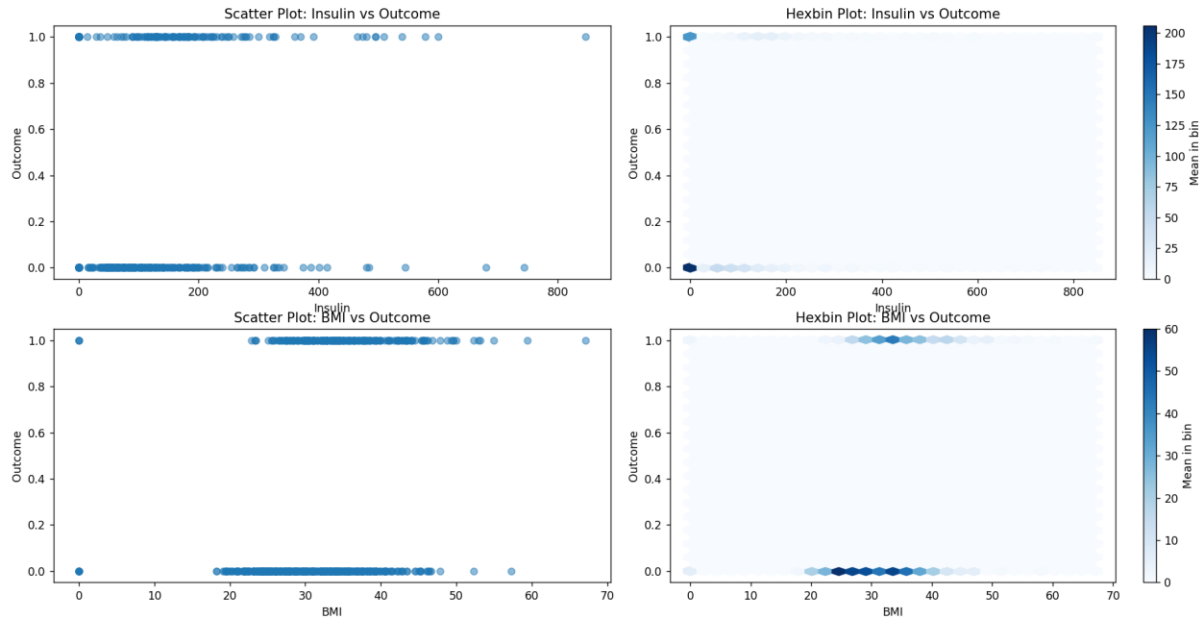 Scatter Plot: Insulin vs Outcome
1.0
0.8
0.6
0.4
0.2
0.0
Outcome
0 200 400 600 800
Insulin
Hexbin Plot: Insulin vs Outcome
1.0
0.8
0.6
0.4
0.2
0.0
Outcome
0 200 400 600 800
Insulin
200
175
150
125
100
75
50
25
0
Mean in bin
Scatter Plot: BMI vs Outcome
1.0
0.8
0.6
0.4
0.2
0.0
Outcome
0 10 20 30 40 50 60 70
BMI
Hexbin Plot: BMI vs Outcome
1.0
0.8
0.6
0.4
0.2
0.0
Outcome
0 10 20 30 40 50 60 70
BMI
60
50
40
30
20
10
0
Mean in bin